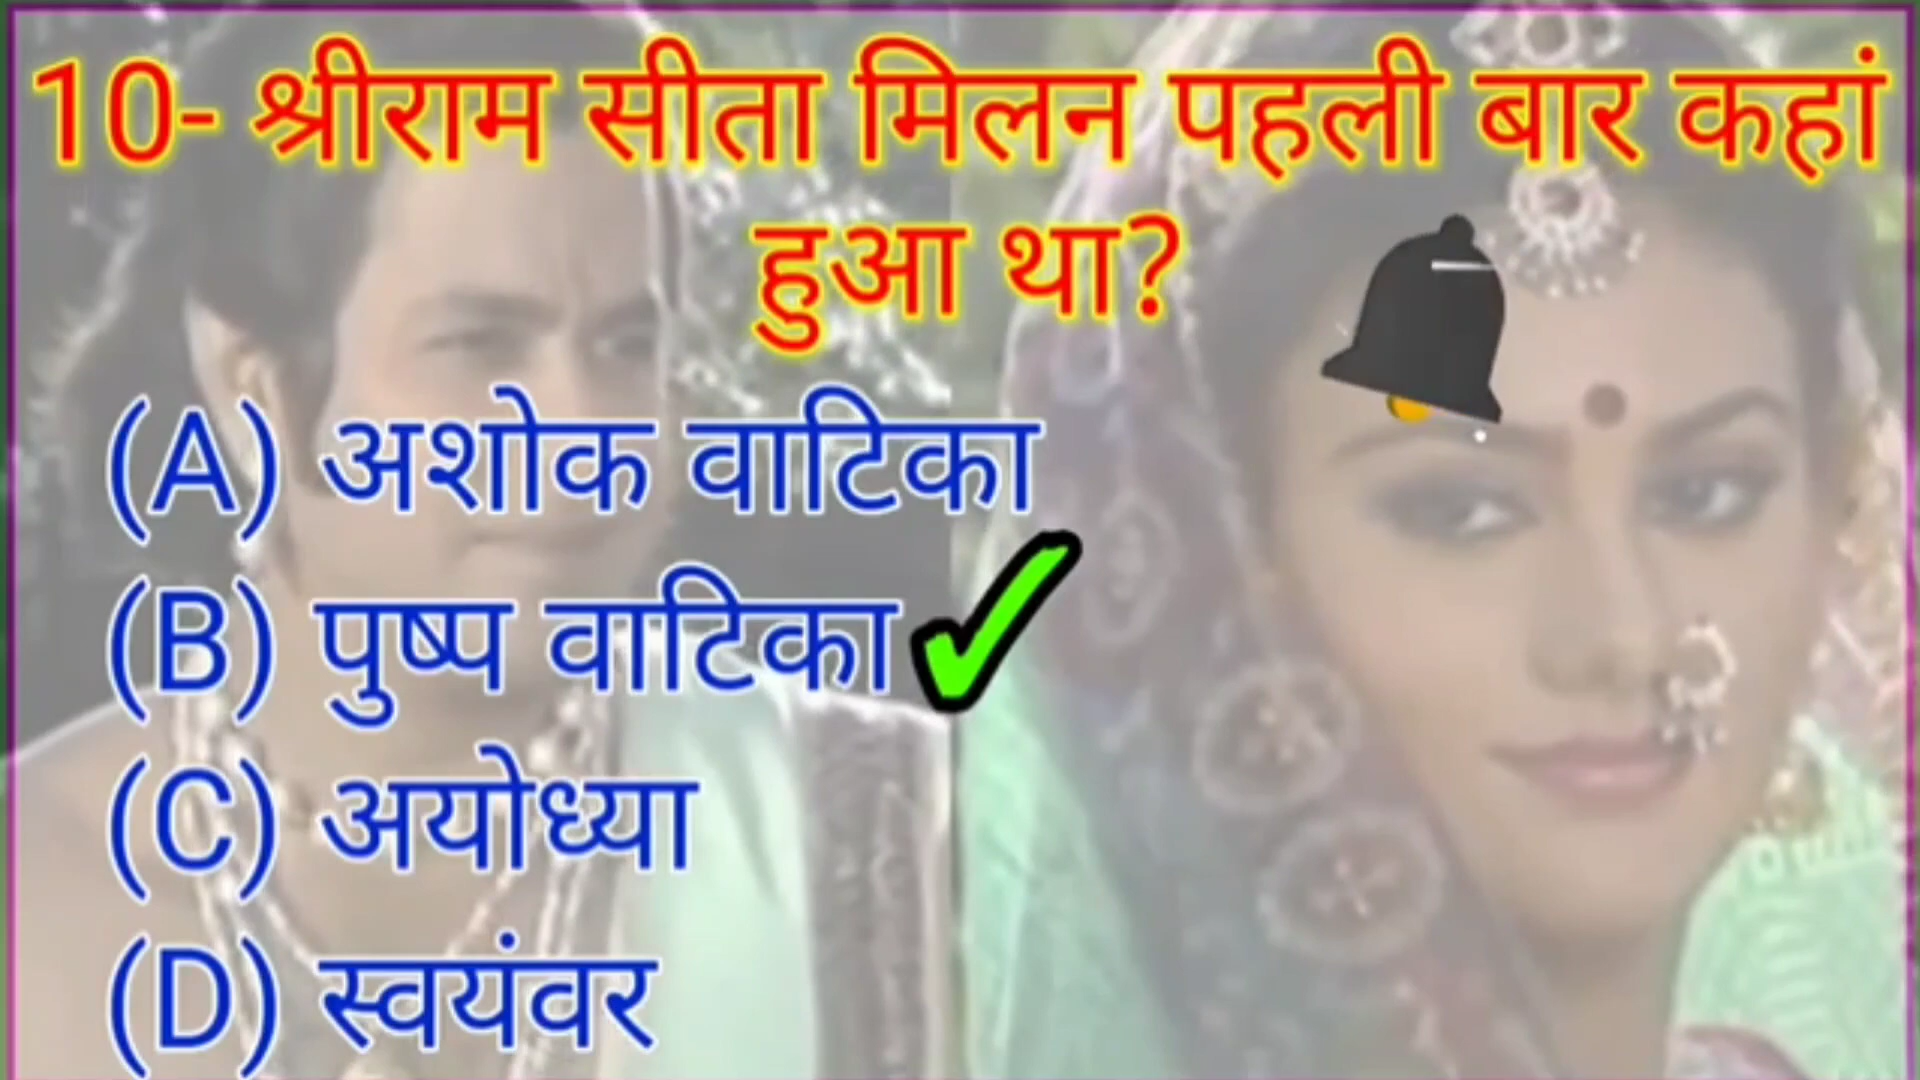 10- श्रीराम सीता मिलन पहली बार कहां
हुआ था?
(A) अशोक वाटिका
(B) पुष्प वाटिका
(C) अयोध्या
(D) स्वयंवर